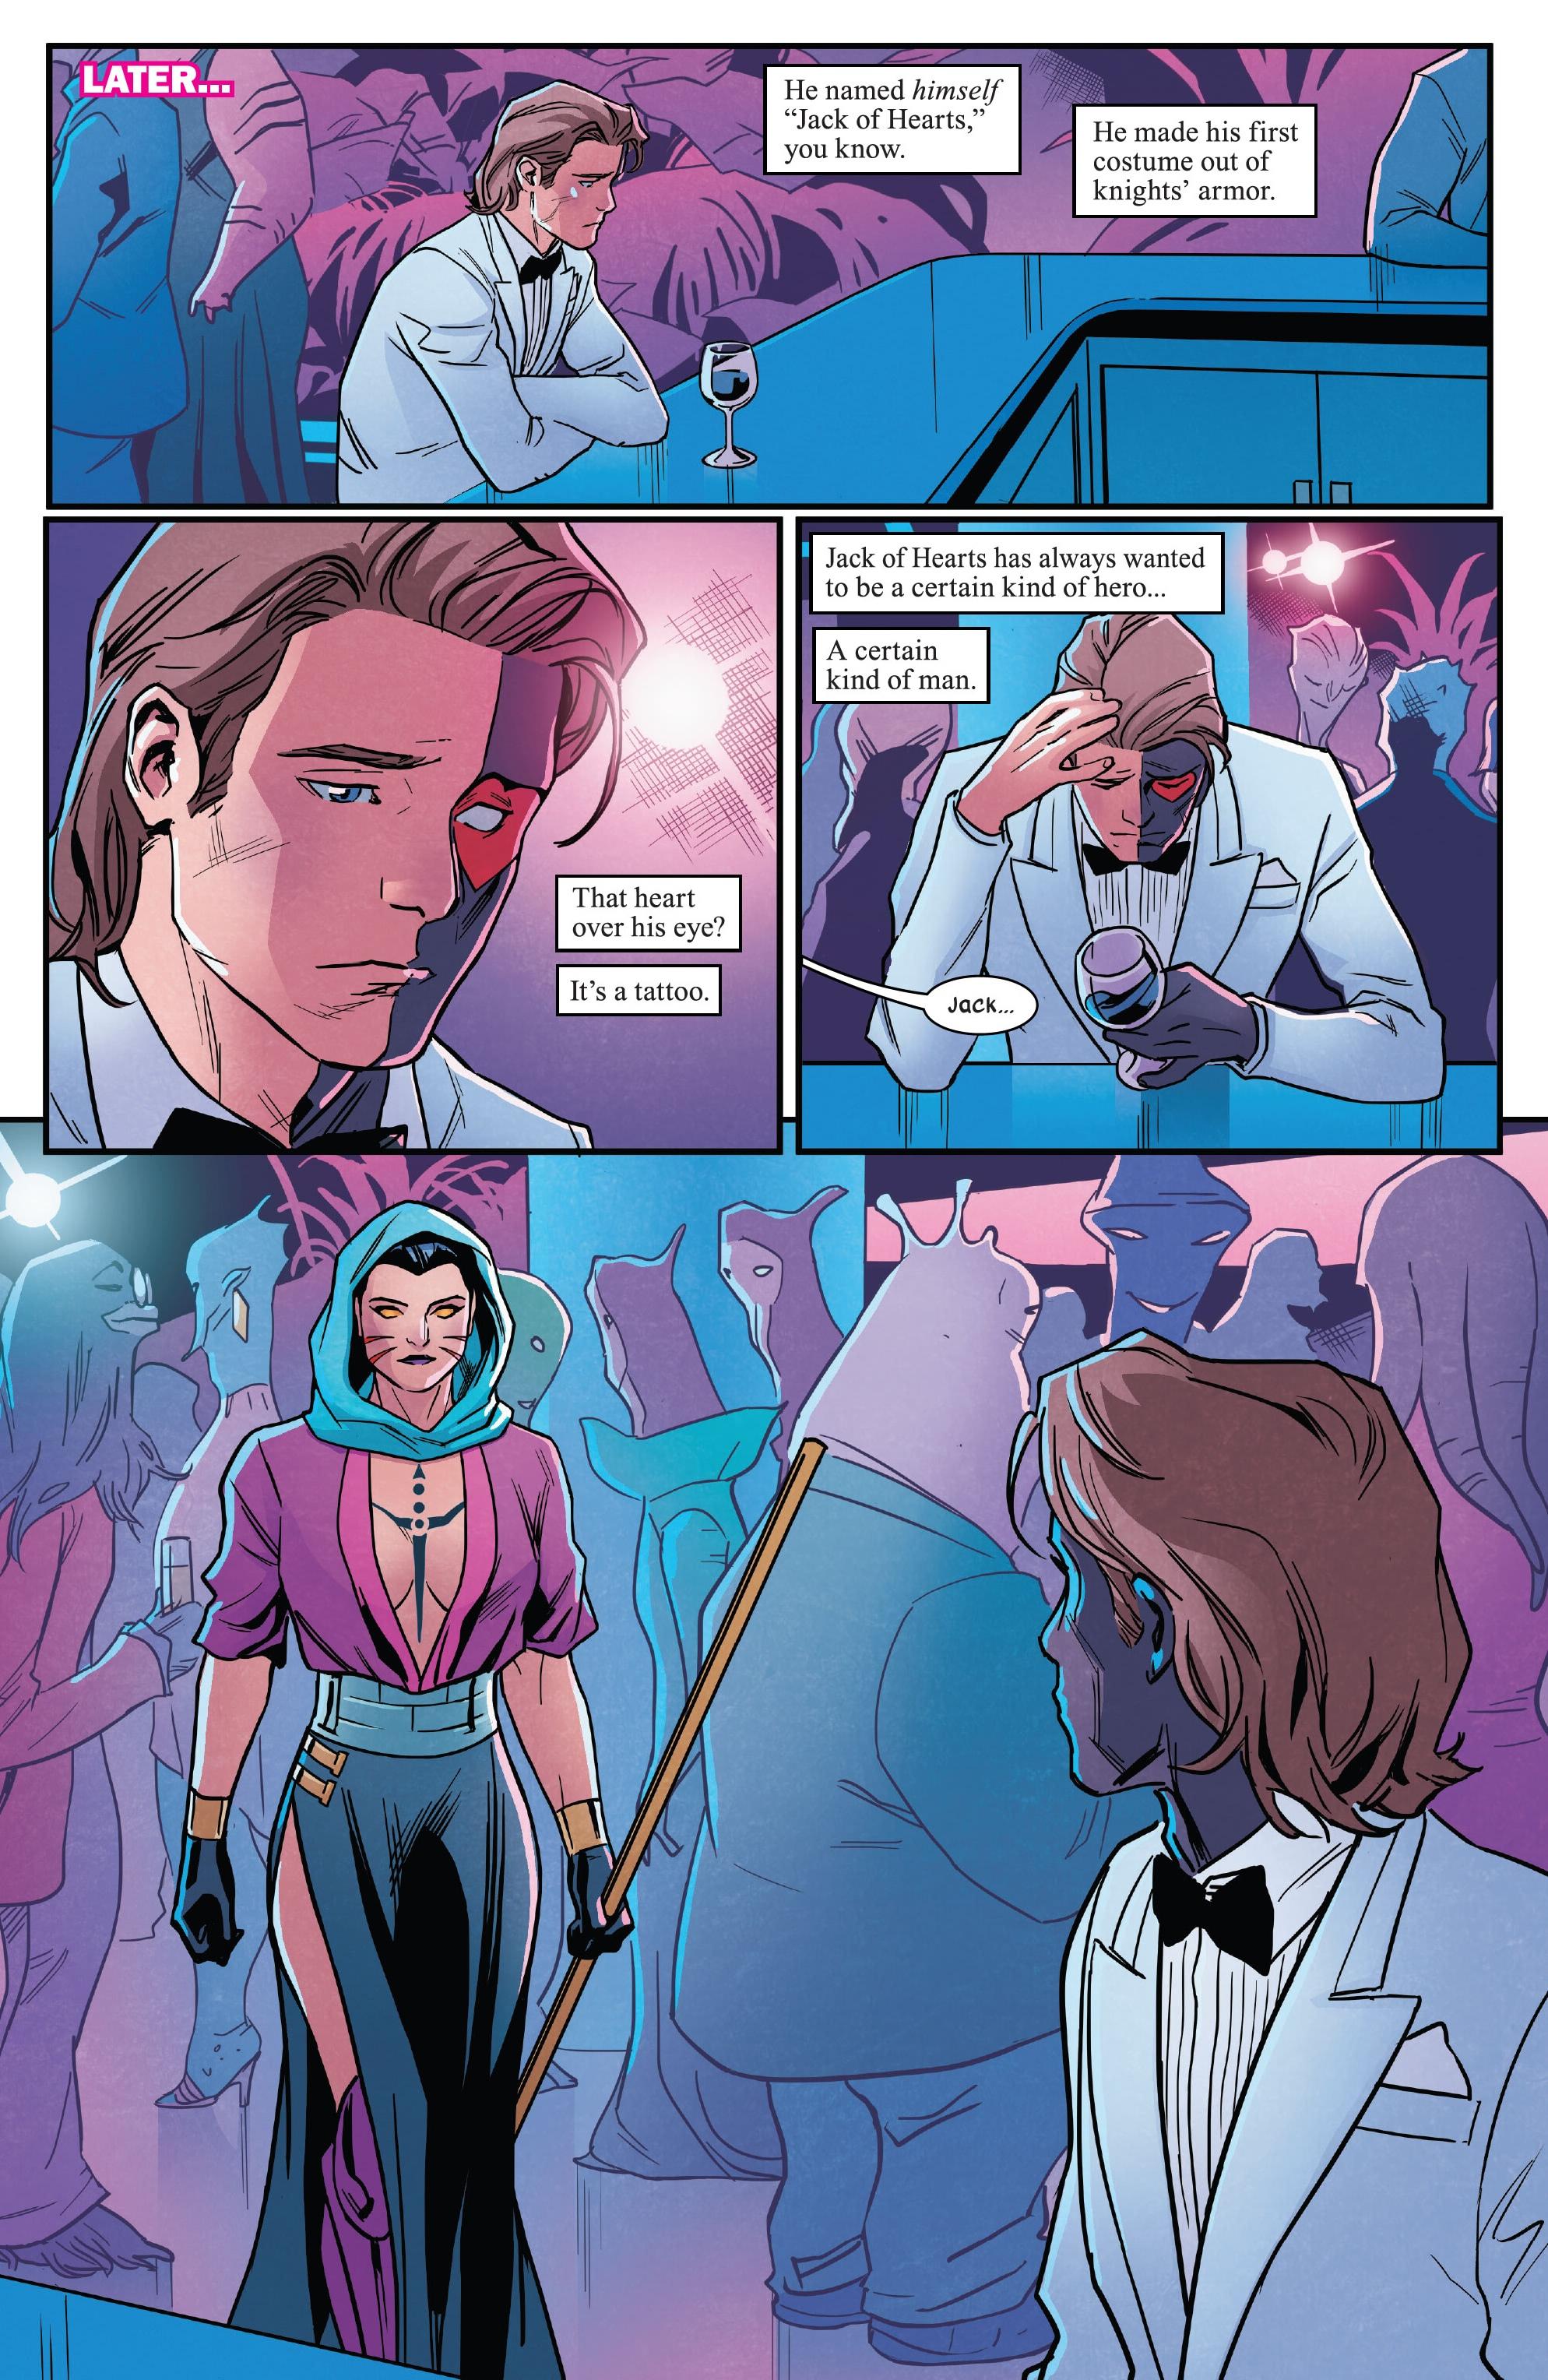 LATER...
He named himself
“Jack of Hearts,”
you know.
He made his first
costume out of
knights’ armor.
That heart
over his eye?
It’s a tattoo.
Jack of Hearts has always wanted
to be a certain kind of hero...
A certain
kind of man.
Jack...